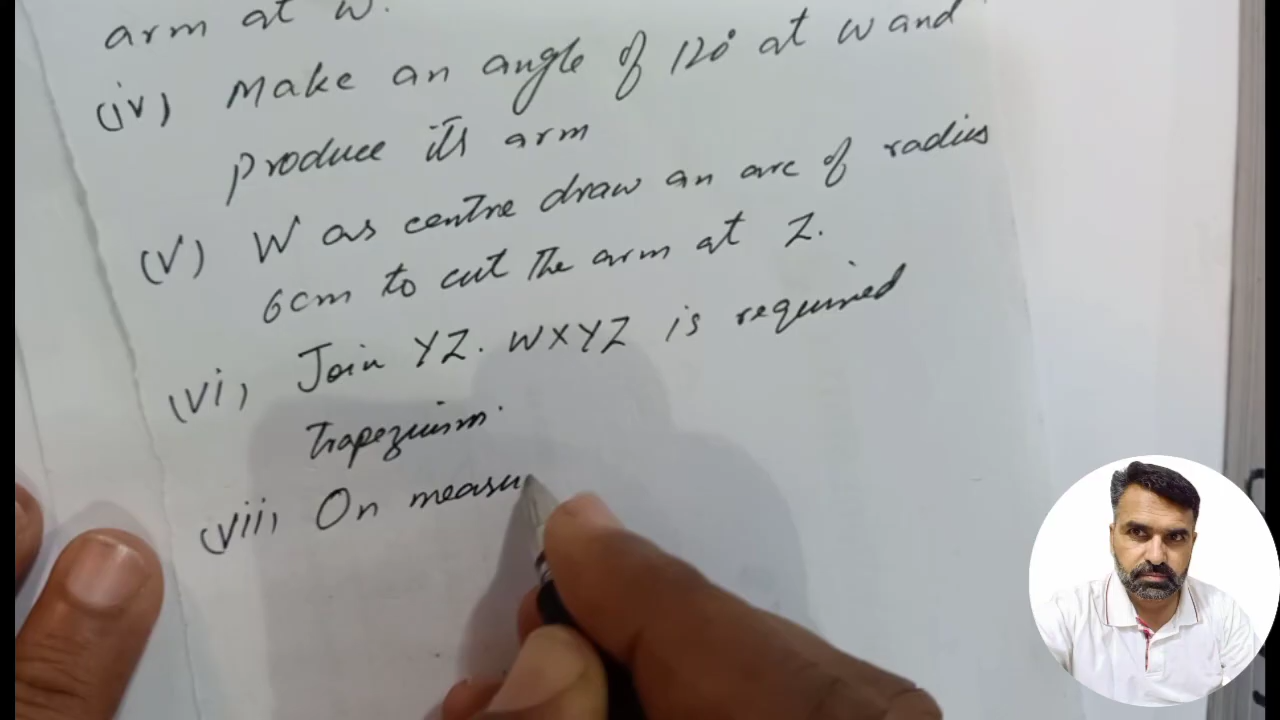 arm at W.
(iv) Make an angle of 120° at W and
produce its arm
(v) W as centre draw an arc of radius
6cm to cut the arm at Z.
(vi) Join YZ. WXYZ is required
Trapezuism.
(vii) On measu